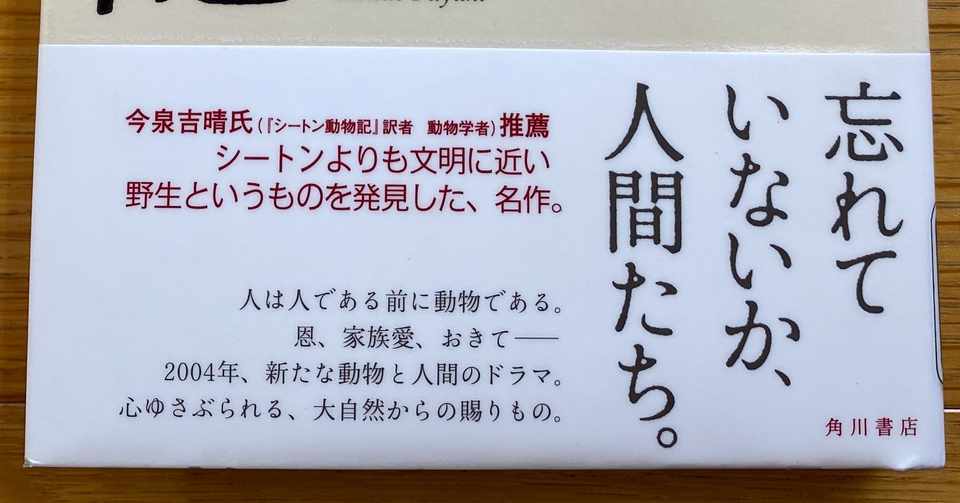 忘れて
いないか、
人間たち。
今泉吉晴氏(『シートン動物記』訳者 動物学者)推薦
シートンよりも文明に近い
野生というものを発見した、名作。
人は人である前に動物である。
恩、家族愛、おきて──
2004年、新たな動物と人間のドラマ。
心ゆさぶられる、大自然からの賜りもの。
角川書店